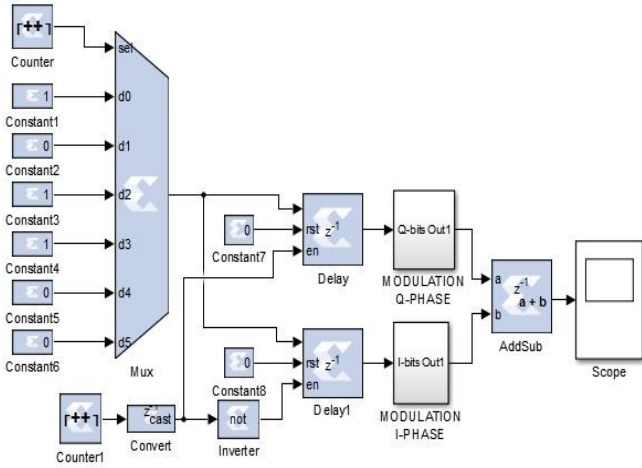 [++]
Counter
sel
1
d0
Constant1
0
d1
Constant2
1
d2
Constant3
1
d3
Constant4
0
d4
Constant5
0
d5
Constant6
Mux
0
Constant7
rst z-1
en
Delay
Q-bits Out1
MODULATION
Q-PHASE
0
Constant8
rst z-1
en
Delay1
I-bits Out1
MODULATION
I-PHASE
a
z-1
a + b
b
AddSub
Scope
[++]
Counter1
z-1
cast
Convert
not
Inverter